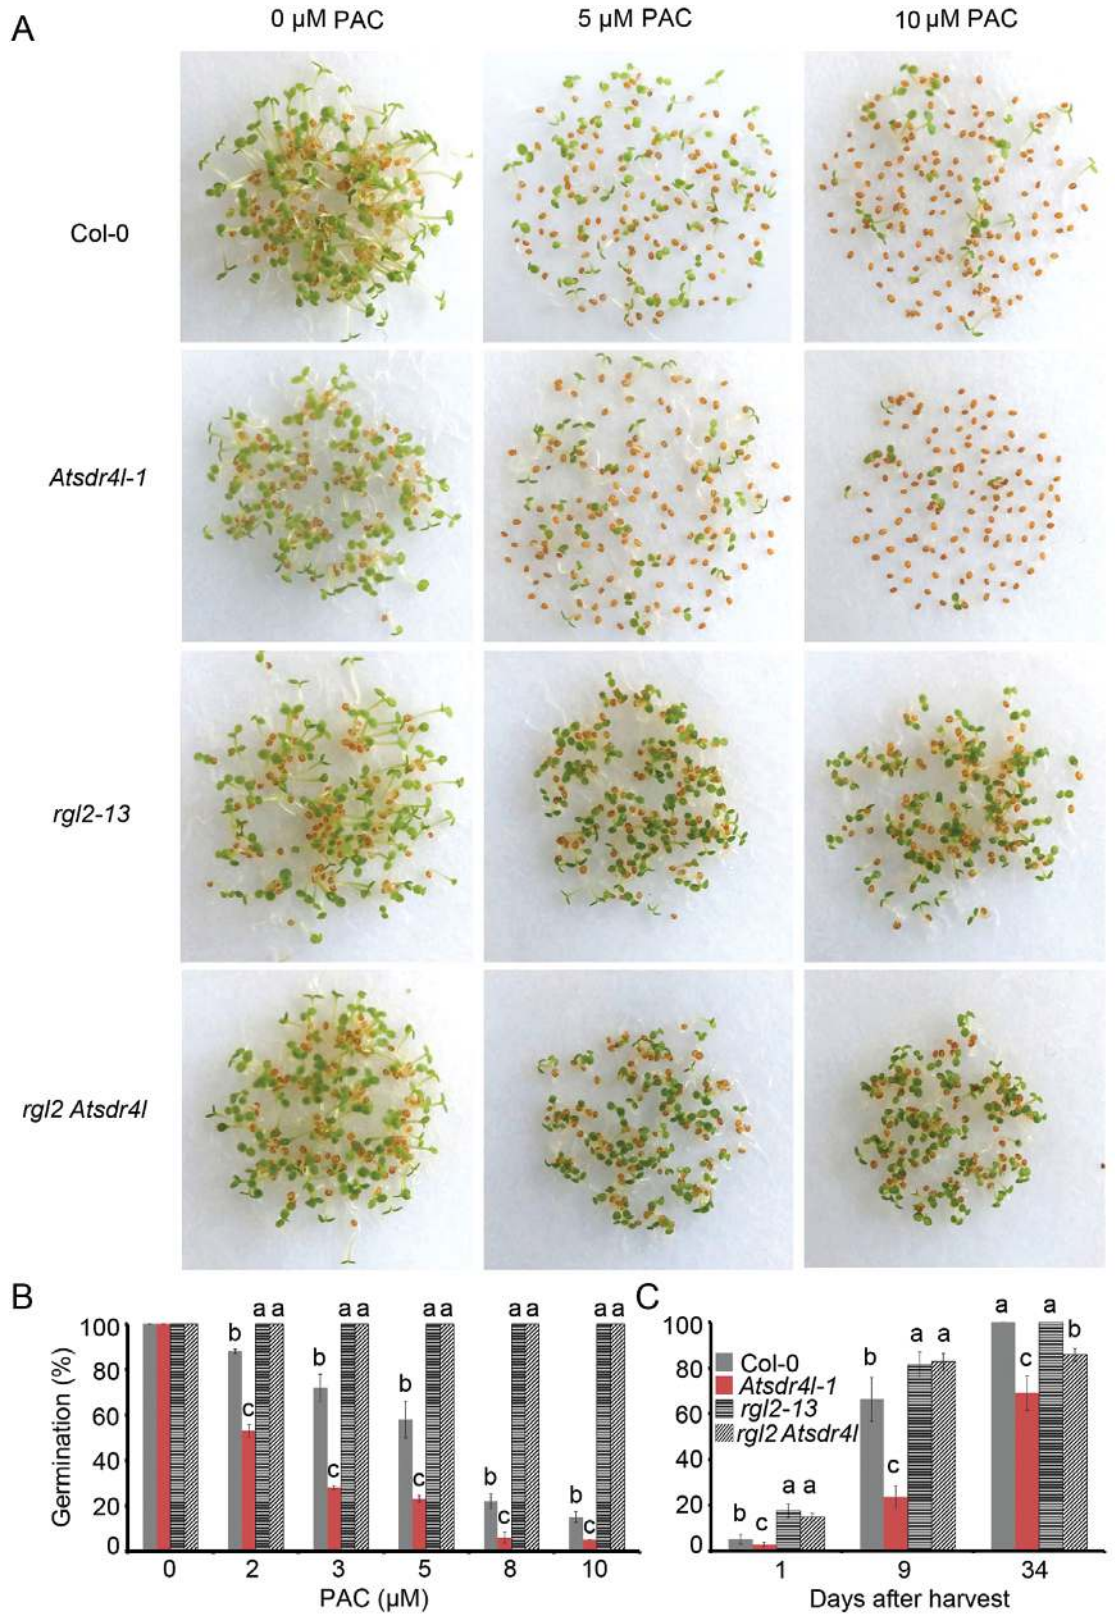 A
0 µM PAC
5 µM PAC
10 µM PAC
Col-0
Atsdr4l-1
rgl2-13
rgl2 Atsdr4l
B
a a
a a
a a
a a
a a
b
c
b
c
b
c
b
c
b
c
100
80
60
40
20
0
Germination (%)
0
2
3
5
8
10
PAC (µM)
C
a
a
b
c
b
a
a
c
b
c
a
a
100
80
60
40
20
0
Col-0
Atsdr4l-1
rgl2-13
rgl2 Atsdr4l
1
9
34
Days after harvest